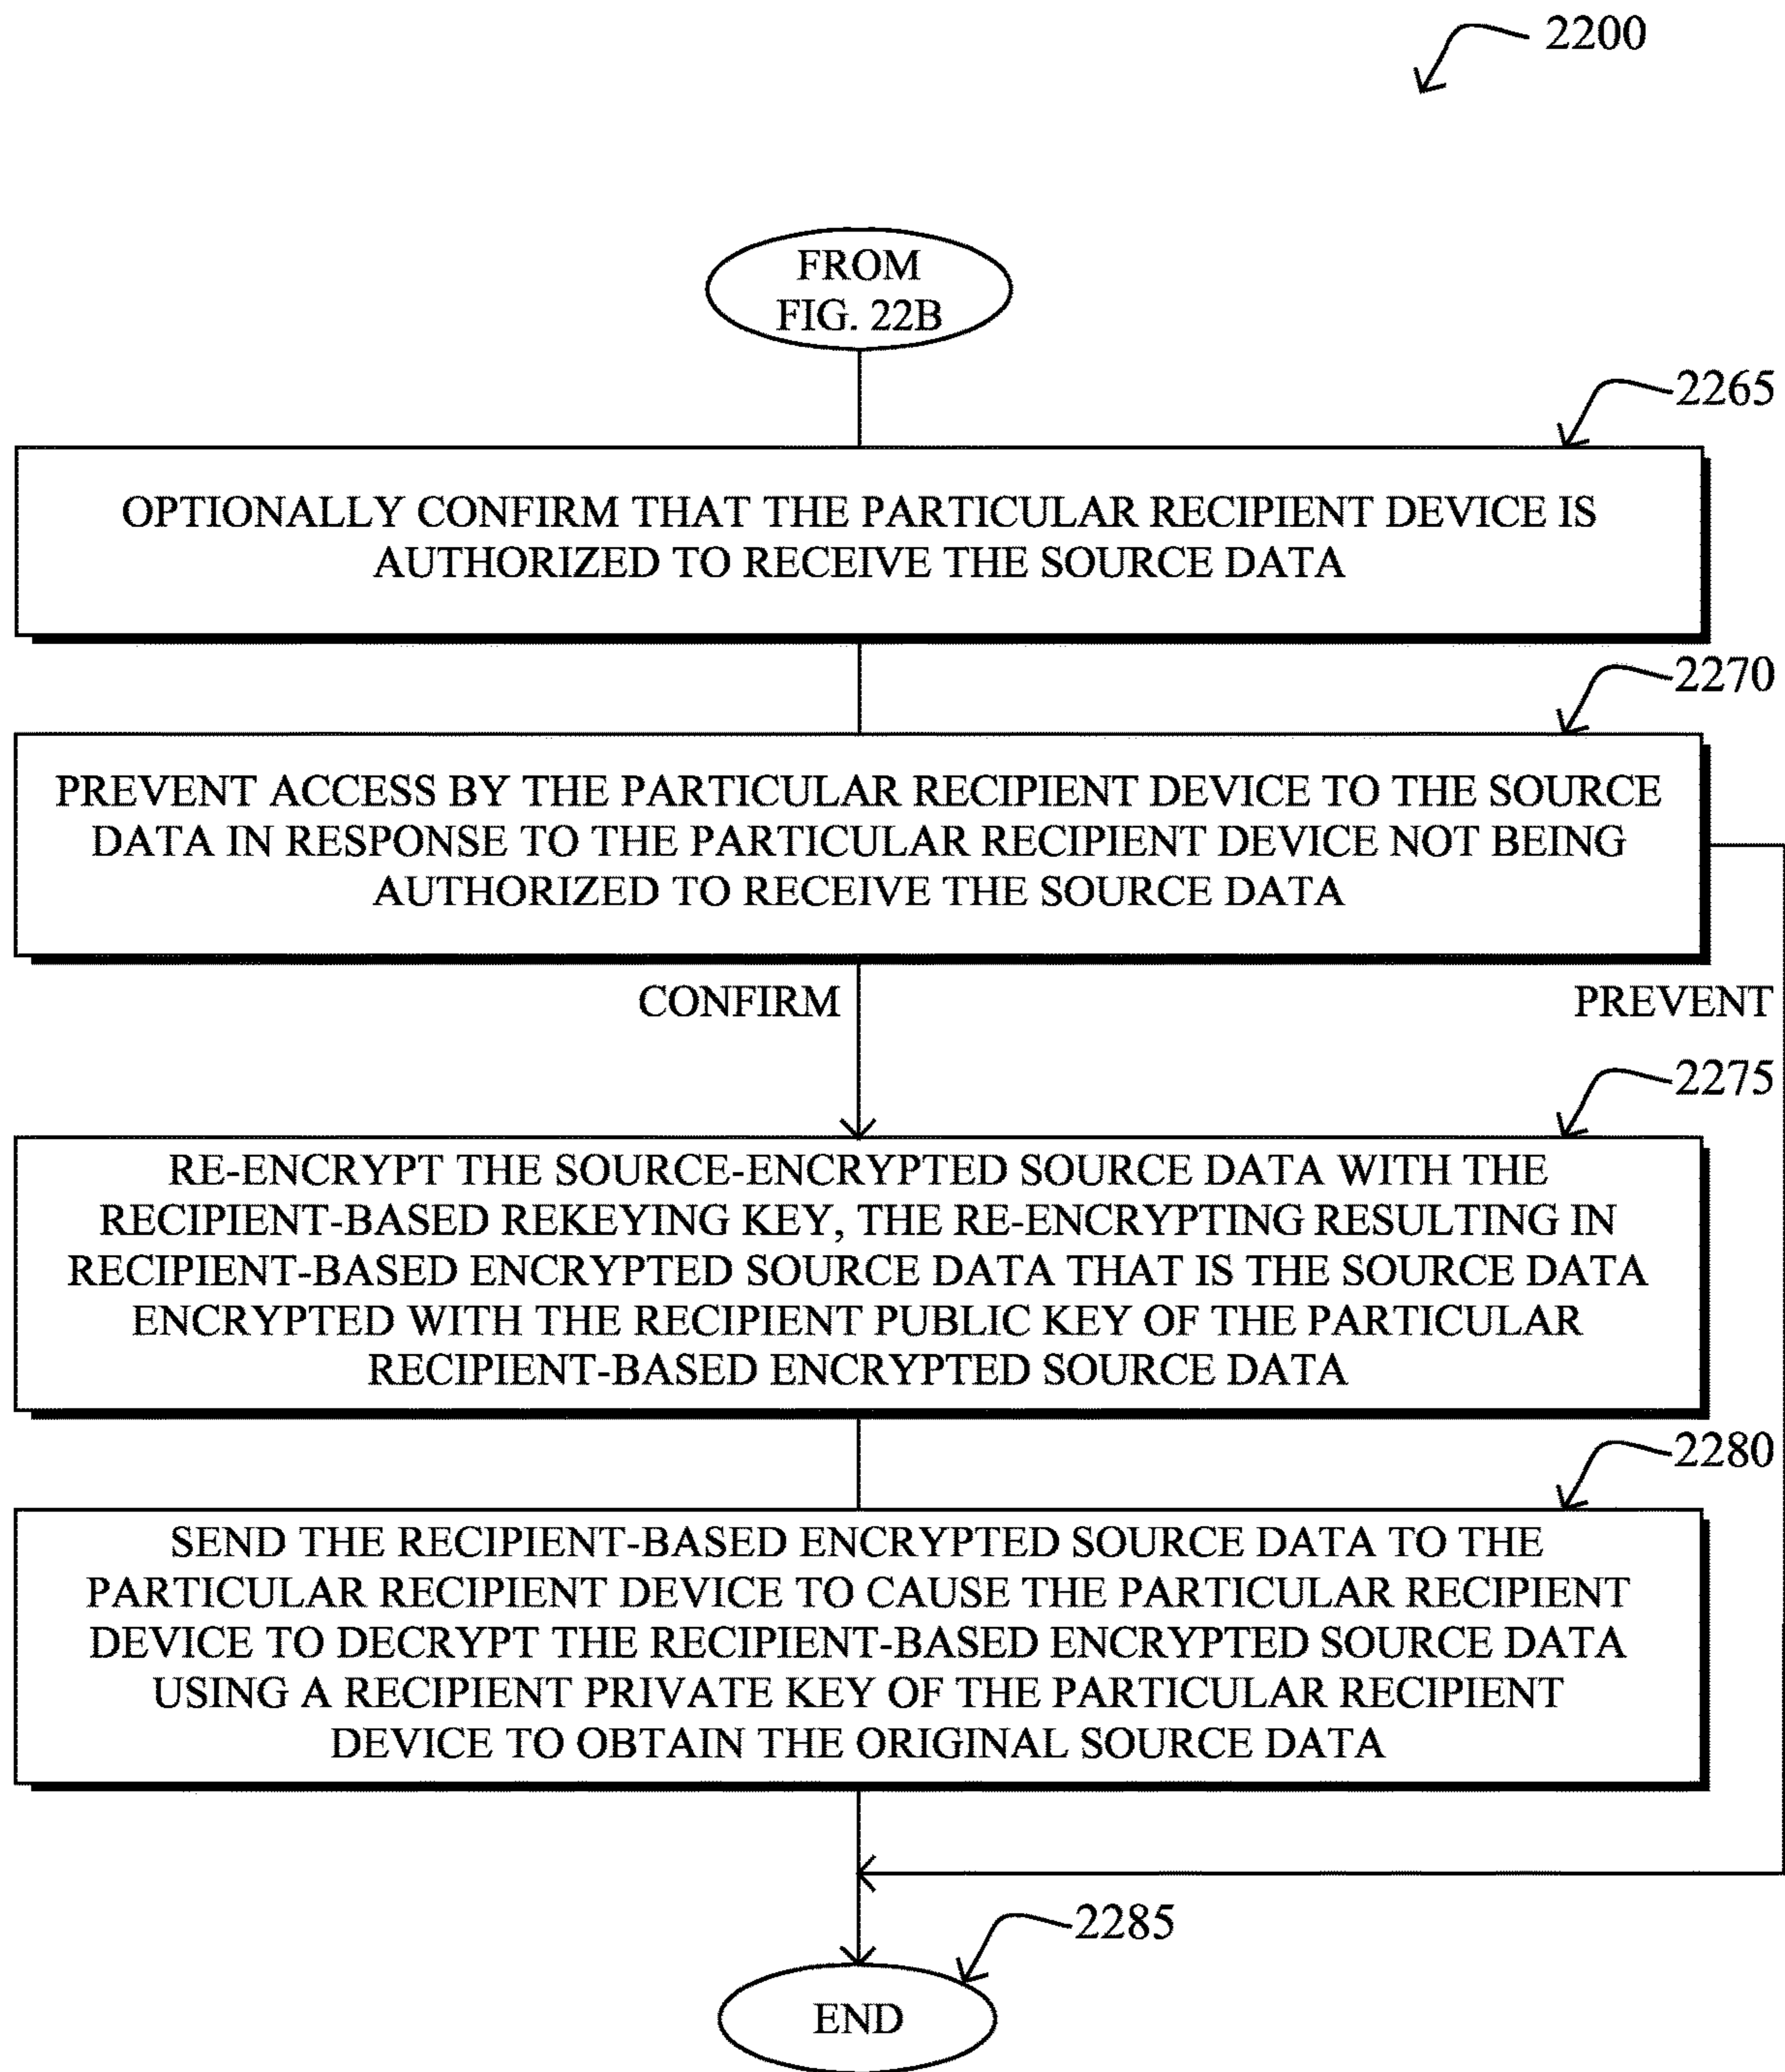 2200
FROM
FIG. 22B
2265
OPTIONALLY CONFIRM THAT THE PARTICULAR RECIPIENT DEVICE IS
AUTHORIZED TO RECEIVE THE SOURCE DATA
2270
PREVENT ACCESS BY THE PARTICULAR RECIPIENT DEVICE TO THE SOURCE
DATA IN RESPONSE TO THE PARTICULAR RECIPIENT DEVICE NOT BEING
AUTHORIZED TO RECEIVE THE SOURCE DATA
CONFIRM
PREVENT
2275
RE-ENCRYPT THE SOURCE-ENCRYPTED SOURCE DATA WITH THE
RECIPIENT-BASED REKEYING KEY, THE RE-ENCRYPTING RESULTING IN
RECIPIENT-BASED ENCRYPTED SOURCE DATA THAT IS THE SOURCE DATA
ENCRYPTED WITH THE RECIPIENT PUBLIC KEY OF THE PARTICULAR
RECIPIENT-BASED ENCRYPTED SOURCE DATA
2280
SEND THE RECIPIENT-BASED ENCRYPTED SOURCE DATA TO THE
PARTICULAR RECIPIENT DEVICE TO CAUSE THE PARTICULAR RECIPIENT
DEVICE TO DECRYPT THE RECIPIENT-BASED ENCRYPTED SOURCE DATA
USING A RECIPIENT PRIVATE KEY OF THE PARTICULAR RECIPIENT
DEVICE TO OBTAIN THE ORIGINAL SOURCE DATA
2285
END